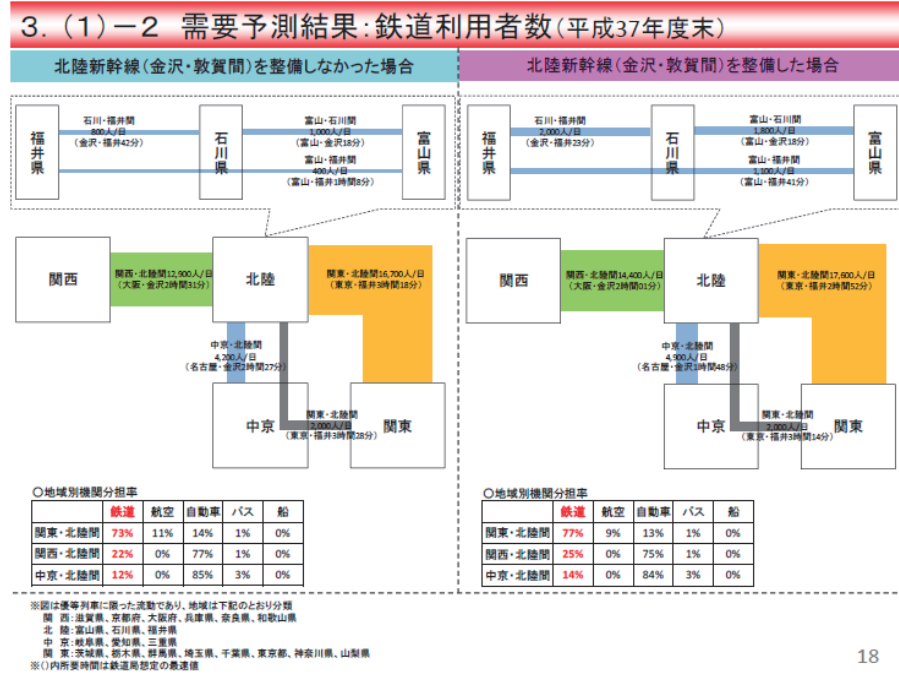 3. (1)－2 需要予測結果：鉄道利用者数(平成37年度末)
北陸新幹線(金沢・敦賀間)を整備しなかった場合
福井県
石川・福井間
800人/日
(金沢・福井42分)
石川県
富山・石川間
1,000人/日
(富山・金沢18分)
富山・福井間
400人/日
(富山・福井1時間8分)
富山県
関西
関西・北陸間12,900人/日
(大阪・金沢2時間31分)
北陸
関東・北陸間16,700人/日
(東京・福井3時間18分)
中京・北陸間
4,200人/日
(名古屋・金沢2時間27分)
中京
関東・北陸間
2,000人/日
(東京・福井3時間28分)
関東
○地域別機関分担率
鉄道 航空 自動車 バス 船
関東・北陸間 73% 11% 14% 1% 0%
関西・北陸間 22% 0% 77% 1% 0%
中京・北陸間 12% 0% 85% 3% 0%
北陸新幹線(金沢・敦賀間)を整備した場合
福井県
石川・福井間
2,000人/日
(金沢・福井23分)
石川県
富山・石川間
1,800人/日
(富山・金沢18分)
富山・福井間
1,100人/日
(富山・福井41分)
富山県
関西
関西・北陸間14,400人/日
(大阪・金沢2時間01分)
北陸
関東・北陸間17,600人/日
(東京・福井2時間52分)
中京・北陸間
4,900人/日
(名古屋・金沢1時間48分)
中京
関東・北陸間
2,000人/日
(東京・福井3時間14分)
関東
○地域別機関分担率
鉄道 航空 自動車 バス 船
関東・北陸間 77% 9% 13% 1% 0%
関西・北陸間 25% 0% 75% 1% 0%
中京・北陸間 14% 0% 84% 3% 0%
※図は優等列車に限った流動であり、地域は下記のとおり分類
関 西：滋賀県、京都府、大阪府、兵庫県、奈良県、和歌山県
北 陸：富山県、石川県、福井県
中 京：岐阜県、愛知県、三重県
関 東：茨城県、栃木県、群馬県、埼玉県、千葉県、東京都、神奈川県、山梨県
※()内所要時間は鉄道局想定の最速値
18